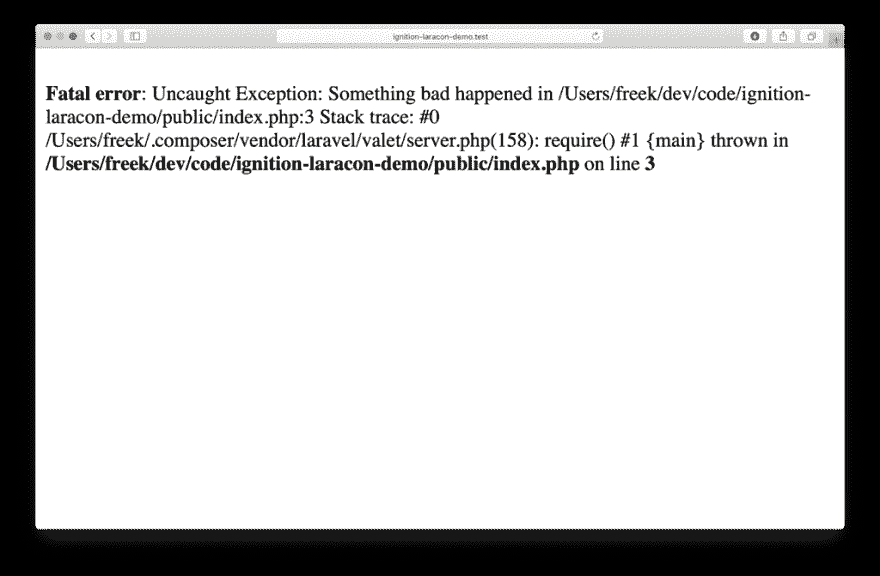 ignition-laracon-demo.test
Fatal error: Uncaught Exception: Something bad happened in /Users/freek/dev/code/ignition-
laracon-demo/public/index.php:3 Stack trace: #0
/Users/freek/.composer/vendor/laravel/valet/server.php(158): require() #1 {main} thrown in
/Users/freek/dev/code/ignition-laracon-demo/public/index.php on line 3